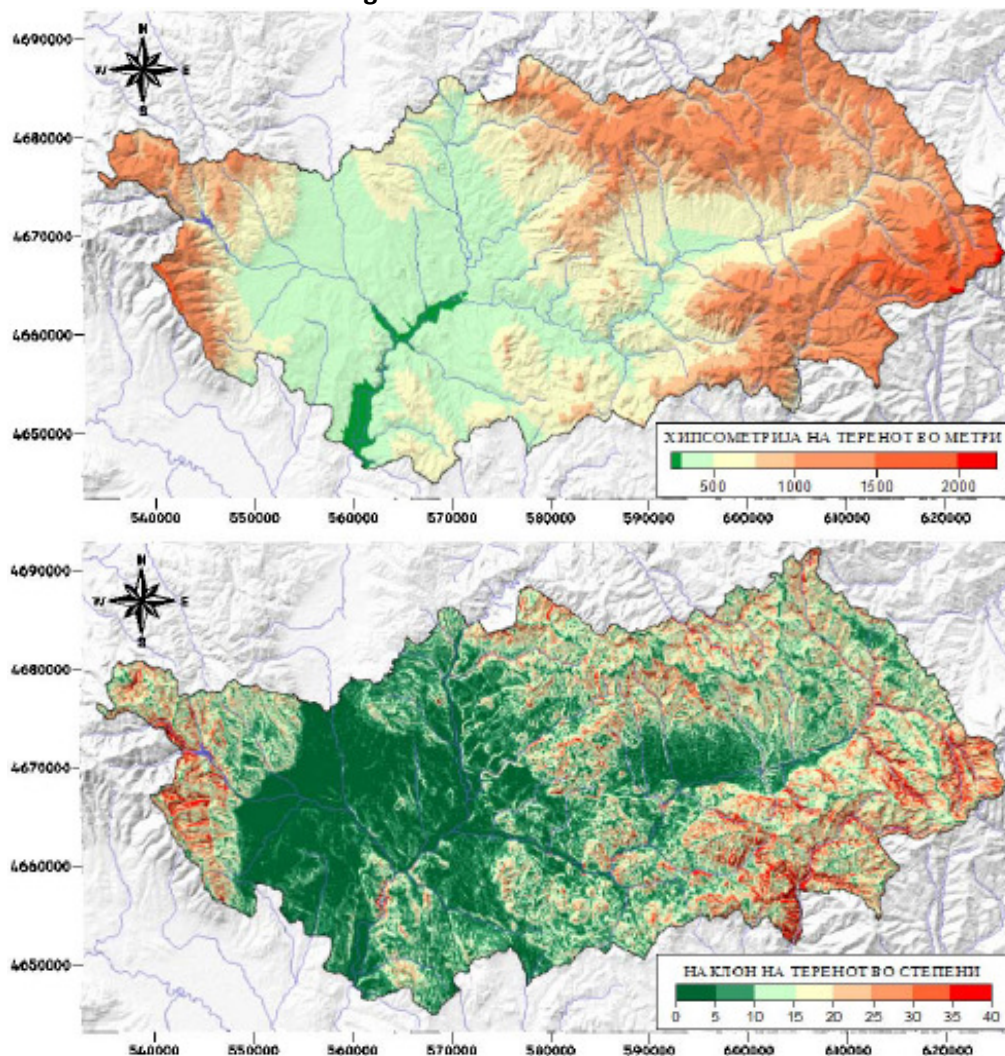 N
W E
S
4690000
4680000
4670000
4660000
4650000
ХИПСОМЕТРИЈА НА ТЕРЕНОТ ВО МЕТРИ
500 1000 1500 2000
540000 550000 560000 570000 580000 590000 600000 610000 620000
N
W E
S
4690000
4680000
4670000
4660000
4650000
НАКЛОН НА ТЕРЕНОТ ВО СТЕПЕНИ
0 5 10 15 20 25 30 35 40
540000 550000 560000 570000 580000 590000 600000 610000 620000